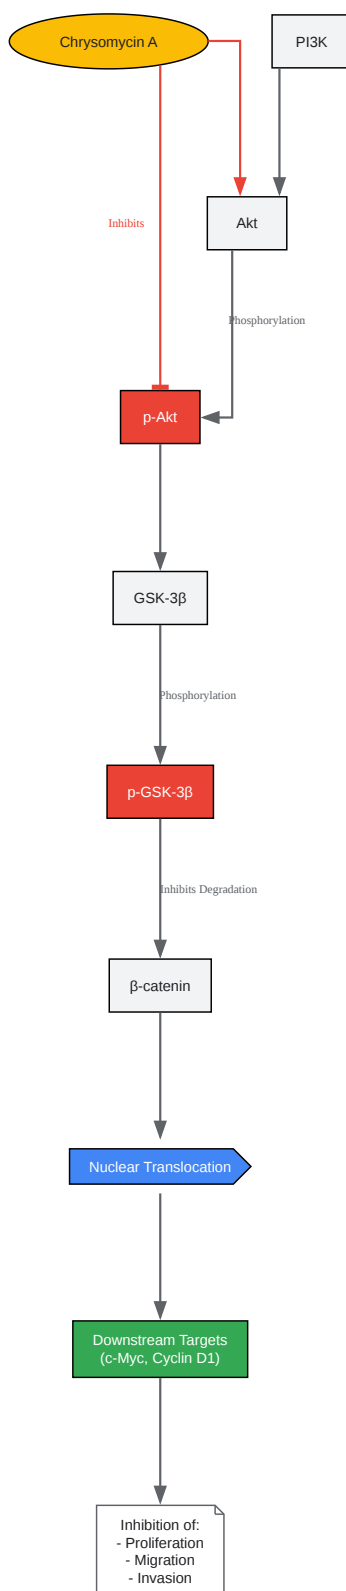 Chrysomycin A
PI3K
Inhibits
Akt
Phosphorylation
p-Akt
GSK-3β
Phosphorylation
p-GSK-3β
Inhibits Degradation
β-catenin
Nuclear Translocation
Downstream Targets
(c-Myc, Cyclin D1)
Inhibition of:
- Proliferation
- Migration
- Invasion